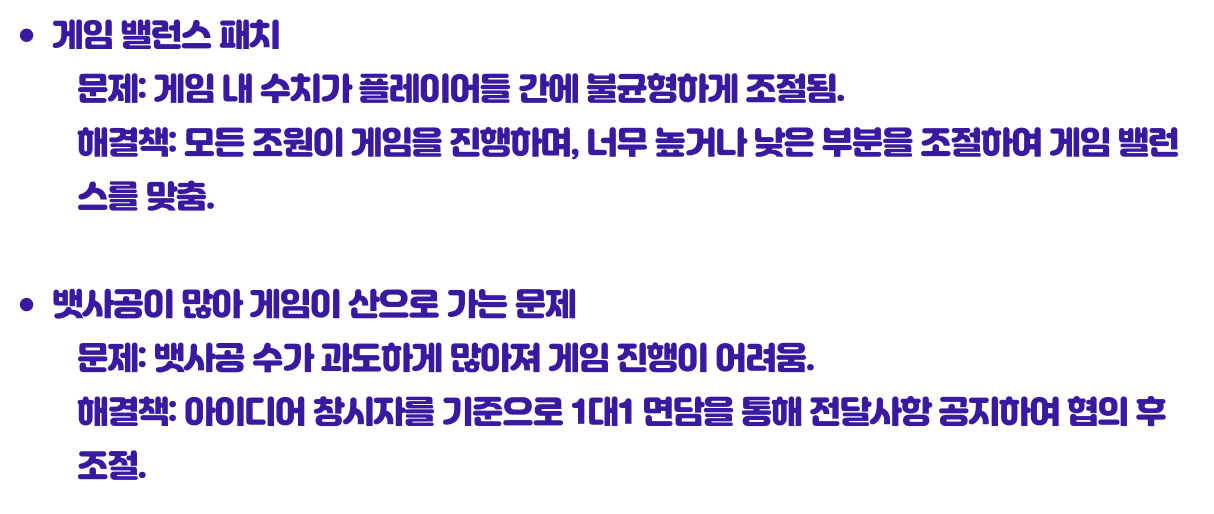 • 게임 밸런스 패치
문제: 게임 내 수치가 플레이어들 간에 불균형하게 조절됨.
해결책: 모든 조원이 게임을 진행하며, 너무 높거나 낮은 부분을 조절하여 게임 밸런
스를 맞춤.
• 뱃사공이 많아 게임이 산으로 가는 문제
문제: 뱃사공 수가 과도하게 많아져 게임 진행이 어려움.
해결책: 아이디어 창시자를 기준으로 1대1 면담을 통해 전달사항 공지하여 협의 후
조절.